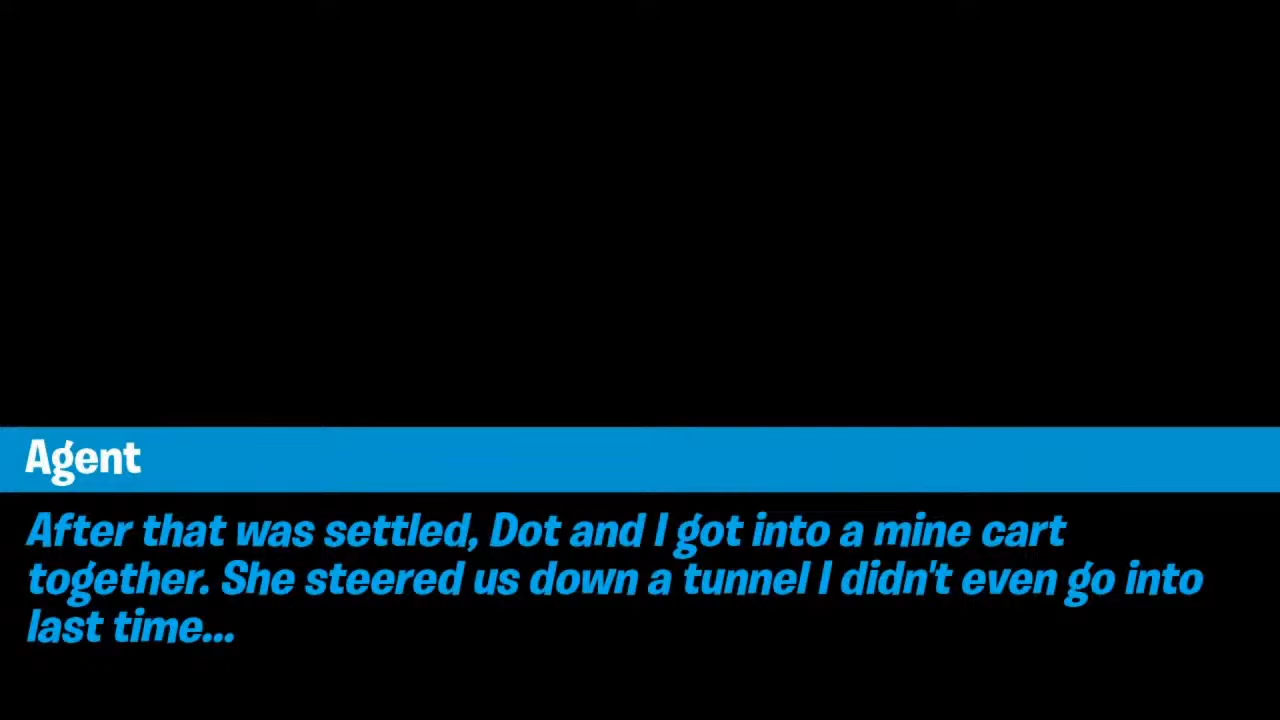 Agent
After that was settled, Dot and I got into a mine cart
together. She steered us down a tunnel I didn't even go into
last time...